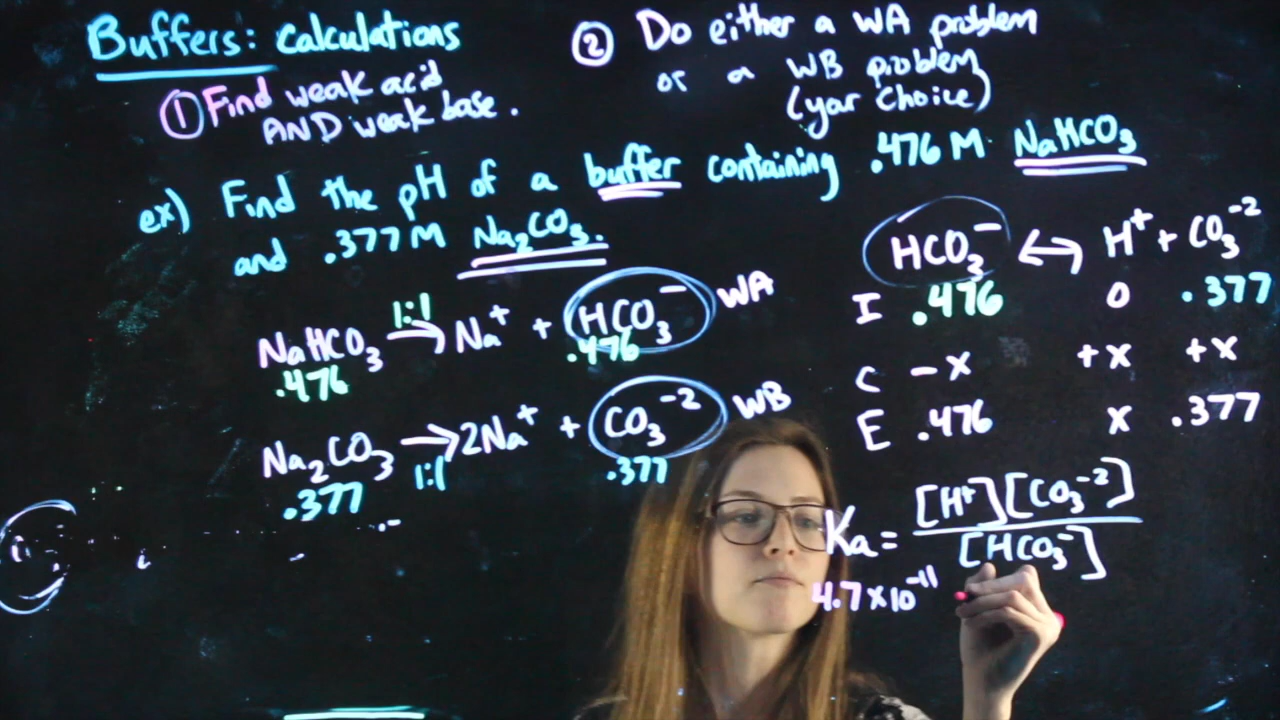 Buffers: Calculations
① Find weak acid
AND weak base.
② Do either a WA problem
or a WB problem
(your choice)
ex) Find the pH of a buffer containing .476 M NaHCO₃
and .377 M Na₂CO₃.
NaHCO₃ 1:1 → Na⁺ + HCO₃⁻ WA
.476 .476
Na₂CO₃ → 2Na⁺ + CO₃⁻² WB
.377 1:1 .377
HCO₃⁻ ↔ H⁺ + CO₃⁻²
I .476 0 .377
C -x +x +x
E .476 x .377
Ka = [H⁺][CO₃⁻²]
[HCO₃⁻]
4.7 x 10⁻¹¹